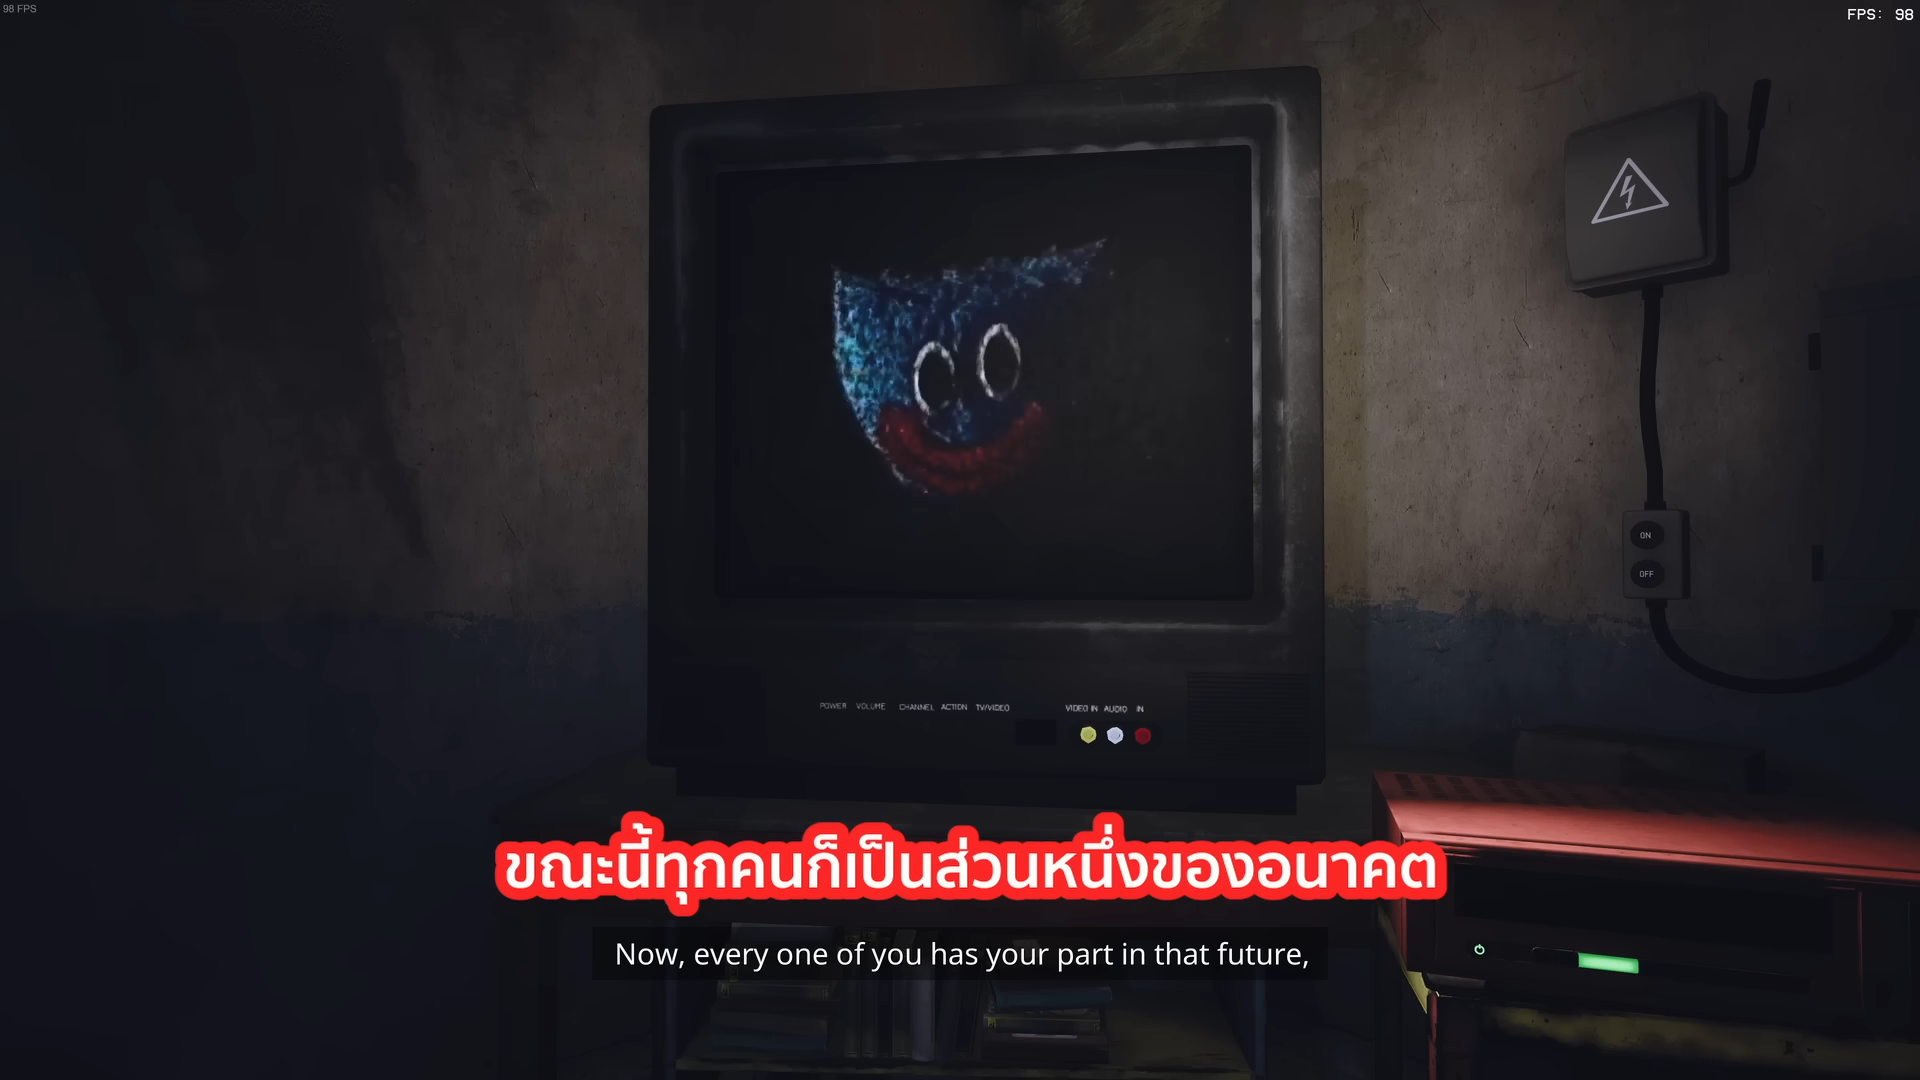 98 FPS
FPS: 98
ON
OFF
POWER VOLUME CHANNEL ACTION TV/VIDEO VIDEO IN AUDIO IN
ขณะนี้ทุกคนก็เป็นส่วนหนึ่งของอนาคต
Now, every one of you has your part in that future,